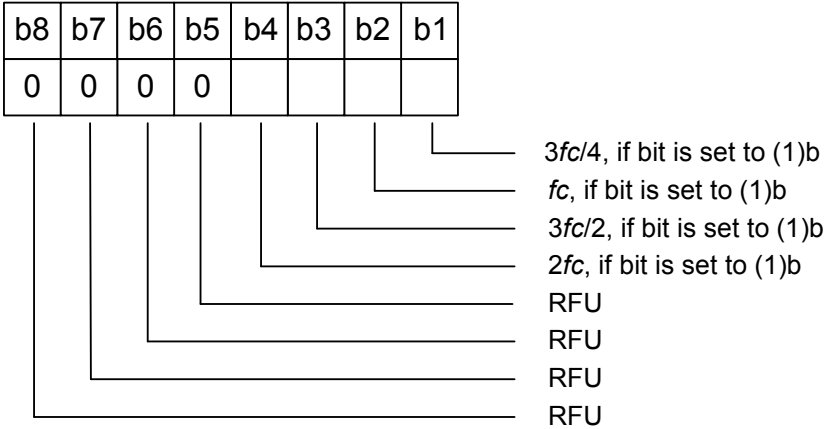 b8 b7 b6 b5 b4 b3 b2 b1
0 0 0 0
3fc/4, if bit is set to (1)b
fc, if bit is set to (1)b
3fc/2, if bit is set to (1)b
2fc, if bit is set to (1)b
RFU
RFU
RFU
RFU